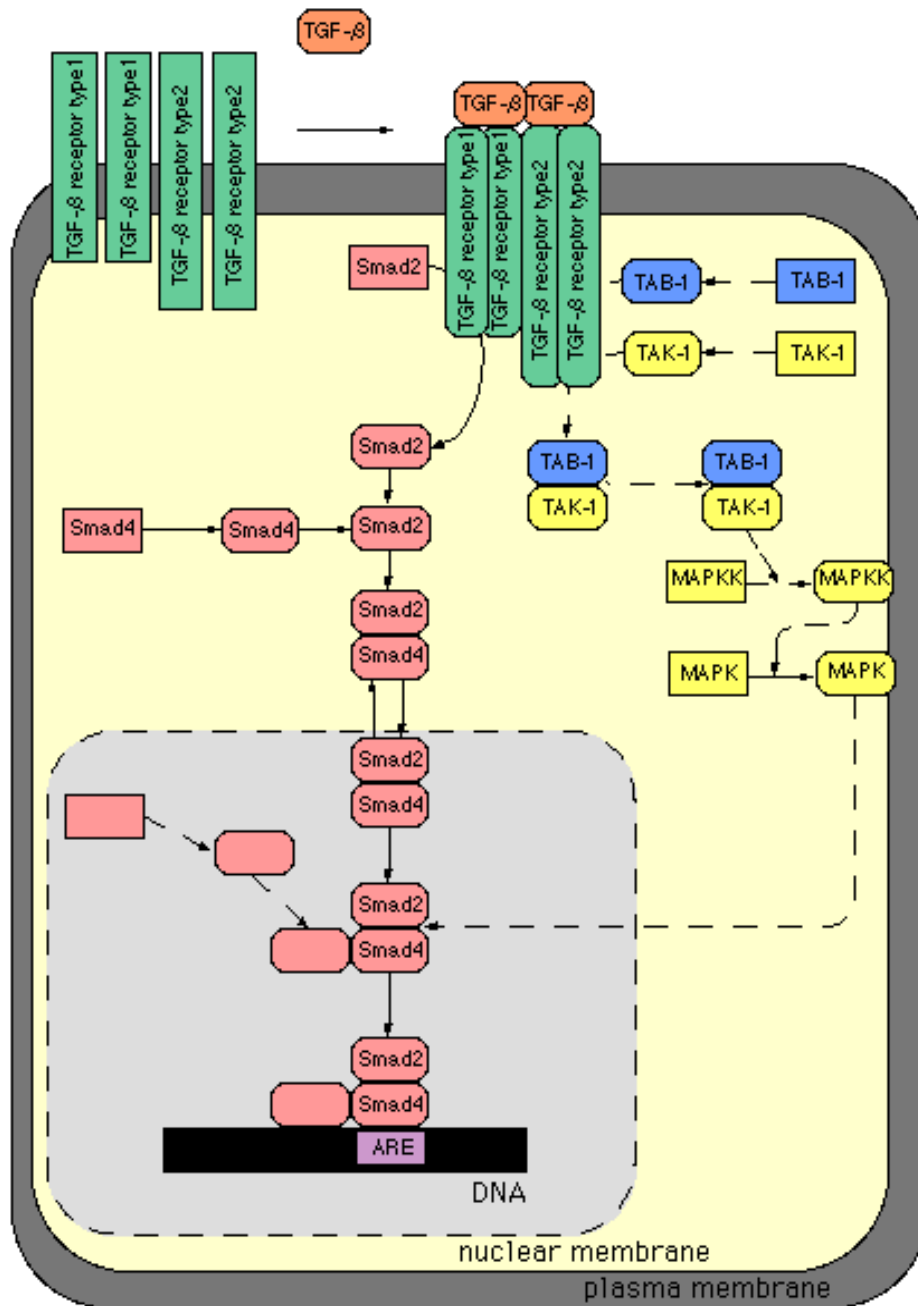 TGF-β
TGF-β receptor type1
TGF-β receptor type1
TGF-β receptor type2
TGF-β receptor type2
TGF-β
TGF-β
TGF-β receptor type1
TGF-β receptor type1
TGF-β receptor type2
TGF-β receptor type2
Smad2
TAB-1
TAB-1
TAK-1
TAK-1
Smad2
TAB-1
TAK-1
TAB-1
TAK-1
Smad4
Smad4
Smad2
MAPKK
MAPKK
Smad2
Smad4
MAPK
MAPK
Smad2
Smad4
Smad2
Smad4
Smad2
Smad4
ARE
DNA
nuclear membrane
plasma membrane